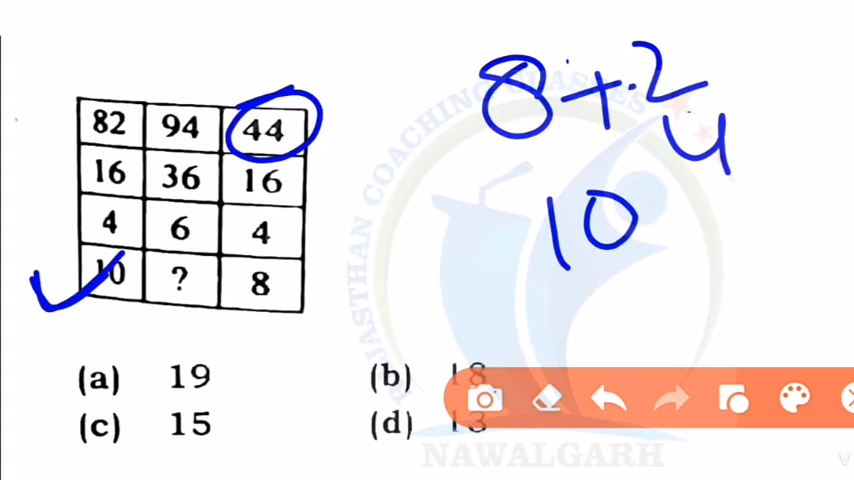 82 94 44
16 36 16
4 6 4
10 ? 8
8+2
4
10
(a) 19 (b) 18
(c) 15 (d) 13
RAJASTHAN COACHING CLASSES
NAWALGARH